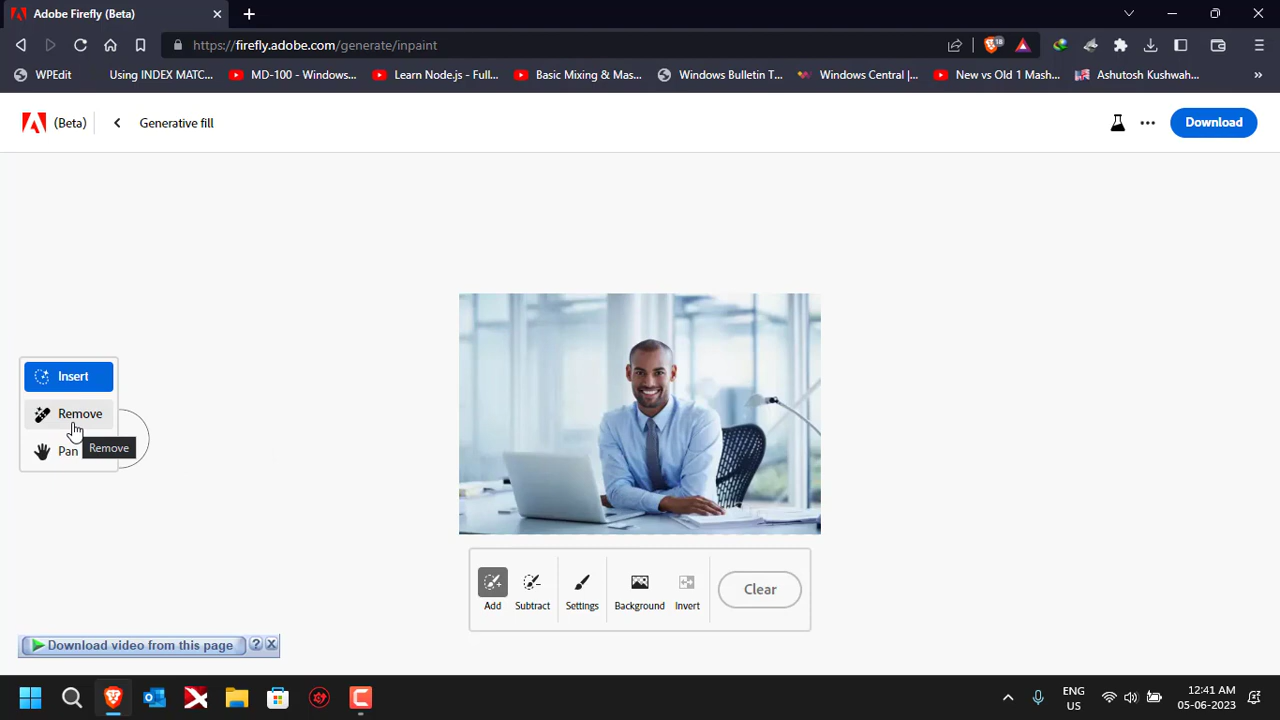 Adobe Firefly (Beta)
https://firefly.adobe.com/generate/inpaint
18
WPEdit
Using INDEX MATC...
MD-100 - Windows...
Learn Node.js - Full...
Basic Mixing & Mas...
Windows Bulletin T...
Windows Central |...
New vs Old 1 Mash...
Ashutosh Kushwah...
»
(Beta)
Generative fill
Download
Insert
Remove
Pan
Remove
Add
Subtract
Settings
Background
Invert
Clear
Download video from this page
?
X
ENG
US
12:41 AM
05-06-2023